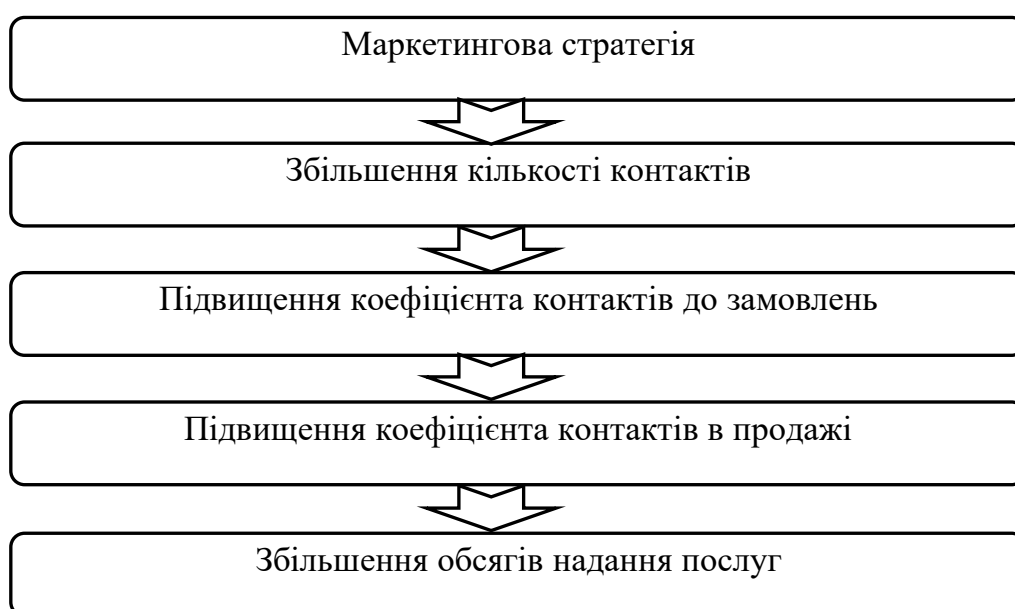 Маркетингова стратегія
Збільшення кількості контактів
Підвищення коефіцієнта контактів до замовлень
Підвищення коефіцієнта контактів в продажі
Збільшення обсягів надання послуг